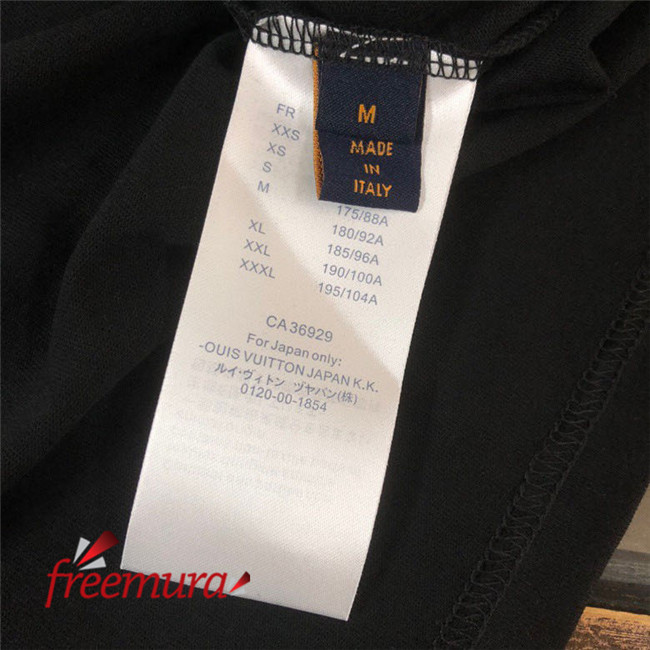 M
MADE
IN
ITALY
FR
XXS
XS
S
M
175/88A
180/92A
XL 185/96A
XXL 190/100A
XXXL 195/104A
CA 36929
For Japan only:
-OUIS VUITTON JAPAN K.K.
ルイ・ヴィトン ヅヤパン(株)
0120-00-1854
freemura